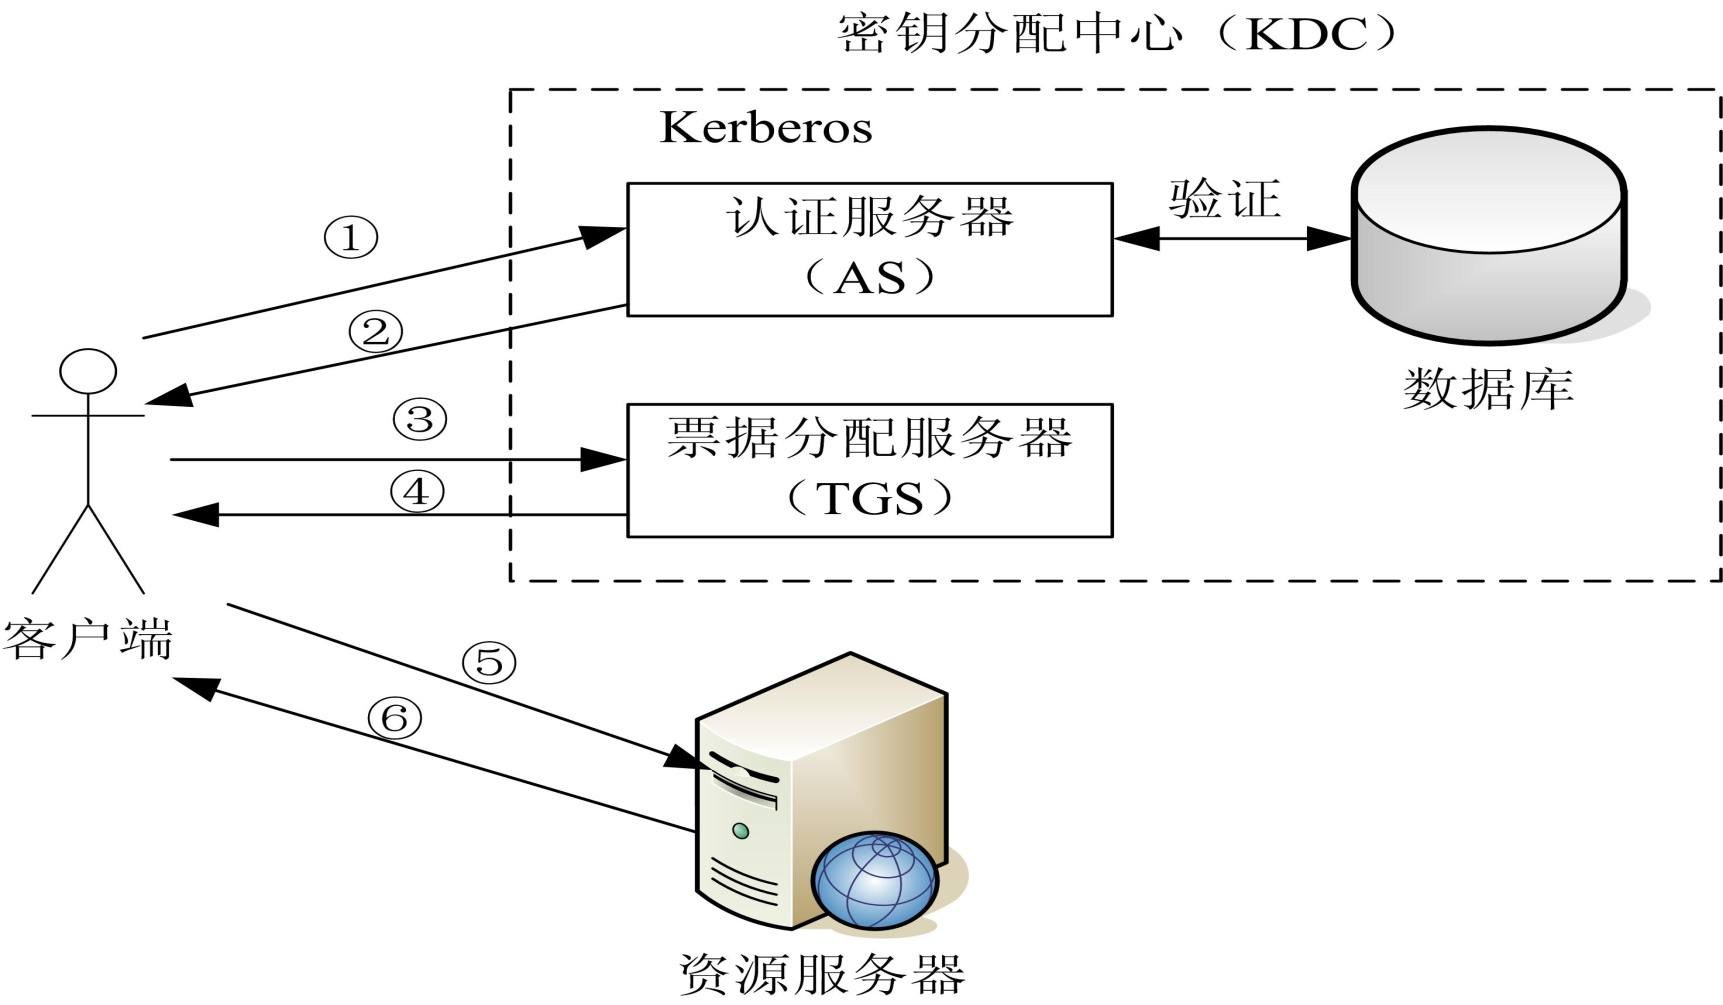 密钥分配中心（KDC）
Kerberos
认证服务器
（AS）
验证
数据库
①
②
③
票据分配服务器
（TGS）
④
客户端
⑤
⑥
资源服务器